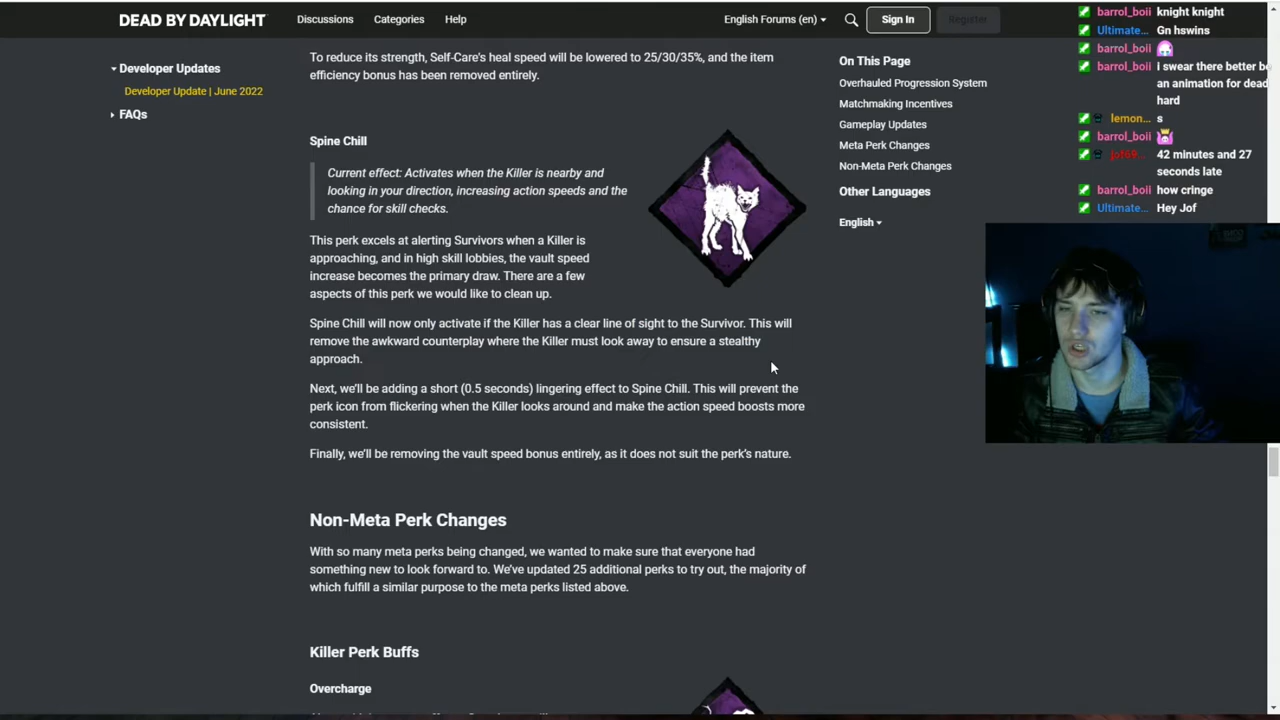 DEAD BY DAYLIGHT
Discussions
Categories
Help
English Forums (en)
Sign In
Register
Developer Updates
Developer Update | June 2022
FAQs
To reduce its strength, Self-Care's heal speed will be lowered to 25/30/35%, and the item
efficiency bonus has been removed entirely.
Spine Chill
Current effect: Activates when the Killer is nearby and
looking in your direction, increasing action speeds and the
chance for skill checks.
This perk excels at alerting Survivors when a Killer is
approaching, and in high skill lobbies, the vault speed
increase becomes the primary draw. There are a few
aspects of this perk we would like to clean up.
Spine Chill will now only activate if the Killer has a clear line of sight to the Survivor. This will
remove the awkward counterplay where the Killer must look away to ensure a stealthy
approach.
Next, we'll be adding a short (0.5 seconds) lingering effect to Spine Chill. This will prevent the
perk icon from flickering when the Killer looks around and make the action speed boosts more
consistent.
Finally, we'll be removing the vault speed bonus entirely, as it does not suit the perk's nature.
Non-Meta Perk Changes
With so many meta perks being changed, we wanted to make sure that everyone had
something new to look forward to. We've updated 25 additional perks to try out, the majority of
which fulfill a similar purpose to the meta perks listed above.
Killer Perk Buffs
Overcharge
On This Page
Overhauled Progression System
Matchmaking Incentives
Gameplay Updates
Meta Perk Changes
Non-Meta Perk Changes
Other Languages
English
barrol_boii knight knight
Ultimate... Gn hswins
barrol_boii
barrol_boii i swear there better be
an animation for dead
hard
lemon... s
barrol_boii
jof69... 42 minutes and 27
seconds late
barrol_boii how cringe
Ultimate... Hey Jof